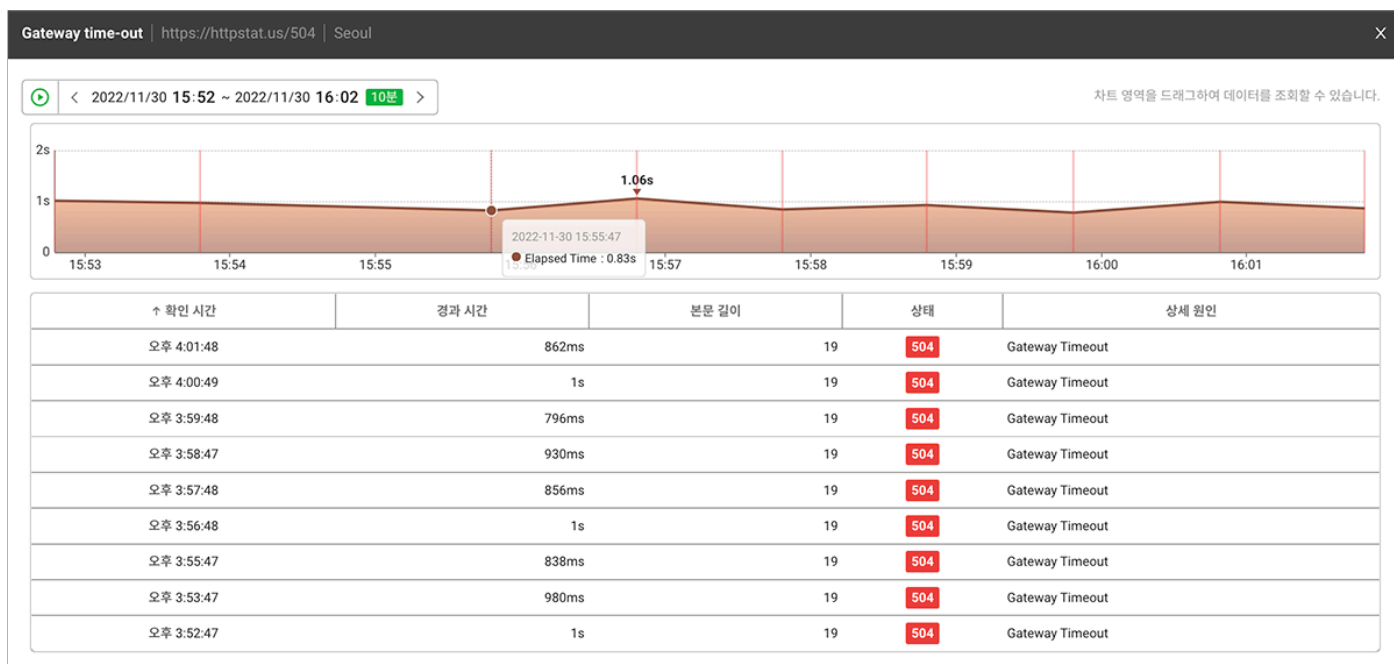 Gateway time-out | https://httpstat.us/504 | Seoul X
< 2022/11/30 15:52 ~ 2022/11/30 16:02 10분 >
차트 영역을 드래그하여 데이터를 조회할 수 있습니다.
2s
1.06s
1s
2022-11-30 15:55:47
Elapsed Time : 0.83s
0
15:53 15:54 15:55 15:56 15:57 15:58 15:59 16:00 16:01
↑ 확인 시간 경과 시간 본문 길이 상태 상세 원인
오후 4:01:48 862ms 19 504 Gateway Timeout
오후 4:00:49 1s 19 504 Gateway Timeout
오후 3:59:48 796ms 19 504 Gateway Timeout
오후 3:58:47 930ms 19 504 Gateway Timeout
오후 3:57:48 856ms 19 504 Gateway Timeout
오후 3:56:48 1s 19 504 Gateway Timeout
오후 3:55:47 838ms 19 504 Gateway Timeout
오후 3:53:47 980ms 19 504 Gateway Timeout
오후 3:52:47 1s 19 504 Gateway Timeout